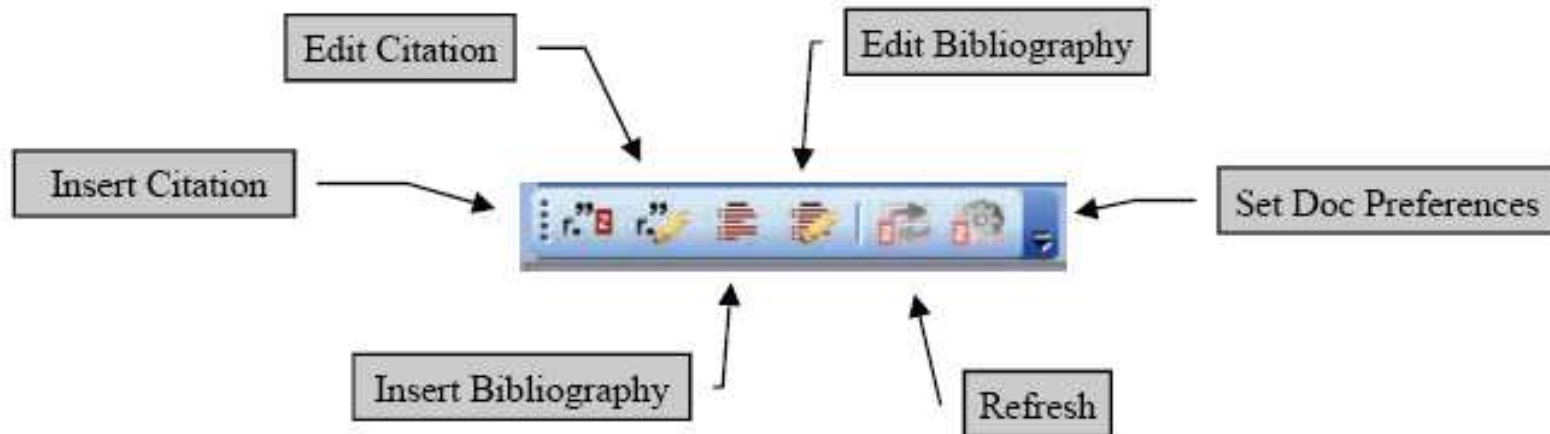 Edit Citation
Edit Bibliography
Insert Citation
Set Doc Preferences
r.” Z
r.”
Z
Z
Insert Bibliography
Refresh